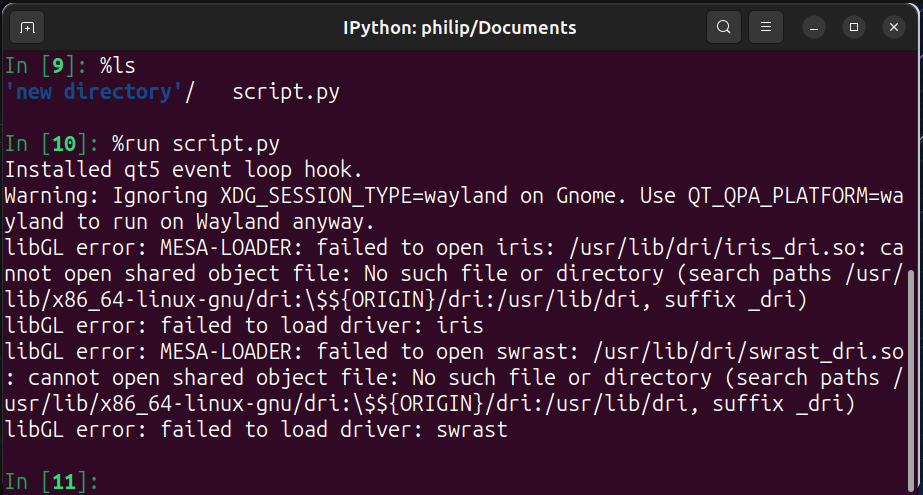 IPython: philip/Documents
In [9]: %ls
'new directory'/   script.py
In [10]: %run script.py
Installed qt5 event loop hook.
Warning: Ignoring XDG_SESSION_TYPE=wayland on Gnome. Use QT_QPA_PLATFORM=wa
yland to run on Wayland anyway.
libGL error: MESA-LOADER: failed to open iris: /usr/lib/dri/iris_dri.so: ca
nnot open shared object file: No such file or directory (search paths /usr/
lib/x86_64-linux-gnu/dri:\$${ORIGIN}/dri:/usr/lib/dri, suffix _dri)
libGL error: failed to load driver: iris
libGL error: MESA-LOADER: failed to open swrast: /usr/lib/dri/swrast_dri.so
: cannot open shared object file: No such file or directory (search paths /
usr/lib/x86_64-linux-gnu/dri:\$${ORIGIN}/dri:/usr/lib/dri, suffix _dri)
libGL error: failed to load driver: swrast
In [11]: